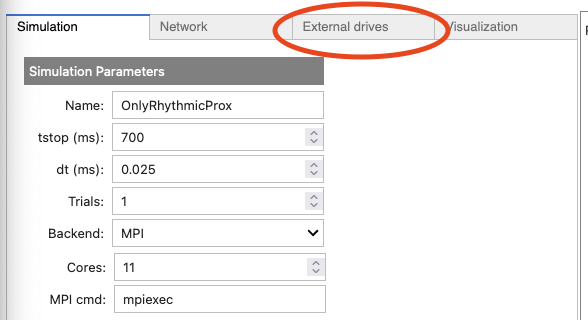 Simulation Network External drives Visualization
Simulation Parameters
Name: OnlyRhythmicProx
tstop (ms): 700
dt (ms): 0.025
Trials: 1
Backend: MPI
Cores: 11
MPI cmd: mpiexec